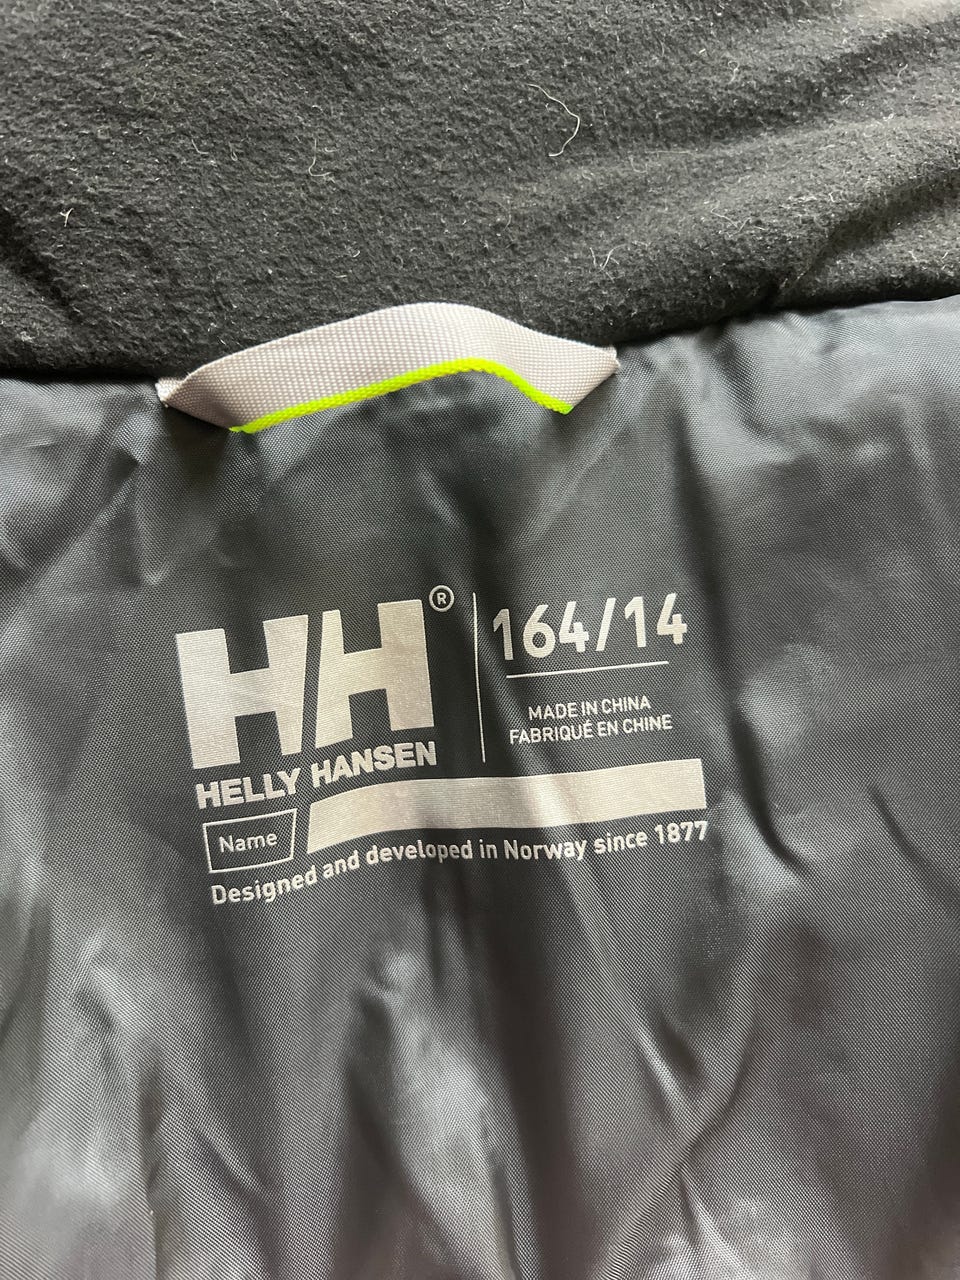 HH®
HELLY HANSEN
164/14
MADE IN CHINA
FABRIQUÉ EN CHINE
Name
Designed and developed in Norway since 1877